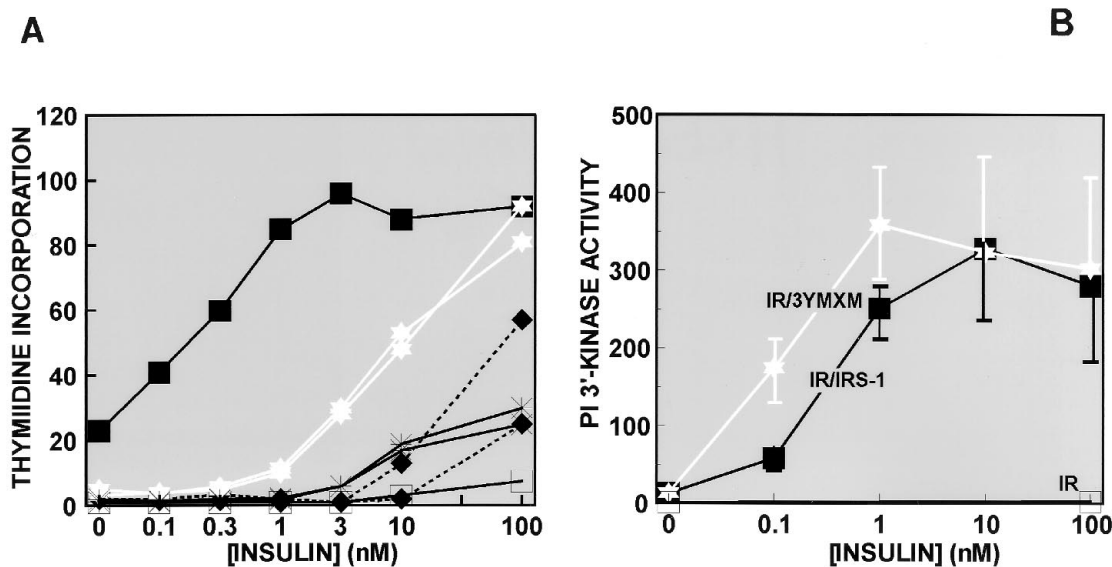 A
B
THYMIDINE INCORPORATION
120
100
80
60
40
20
0
0 0.1 0.3 1 3 10 100
[INSULIN] (nM)
PI 3'-KINASE ACTIVITY
500
400
300
200
100
0
IR/3YMXM
IR/IRS-1
IR
0 0.1 1 10 100
[INSULIN] (nM)